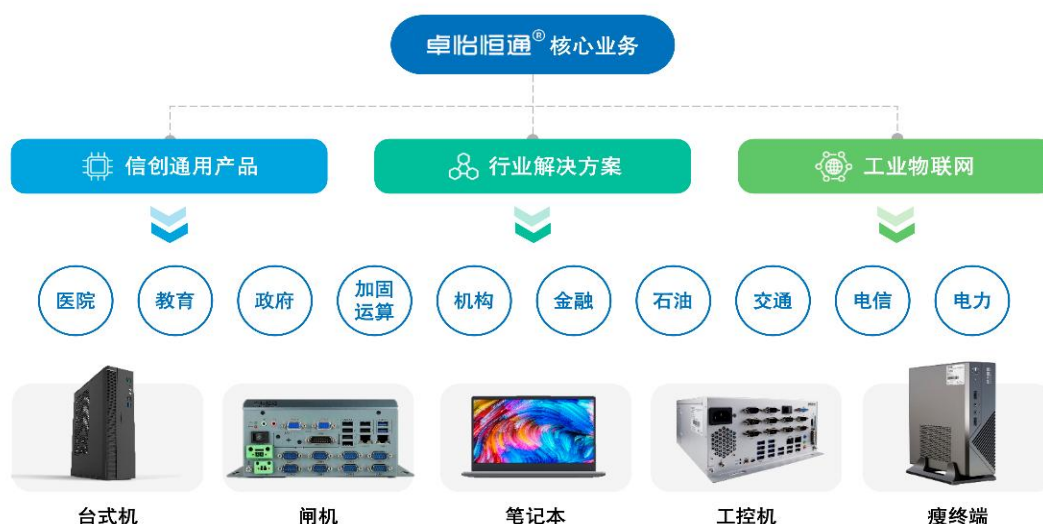 卓怡恒通® 核心业务
信创通用产品
行业解决方案
工业物联网
医院
教育
政府
加固
运算
机构
金融
石油
交通
电信
电力
台式机
闸机
笔记本
工控机
瘦终端